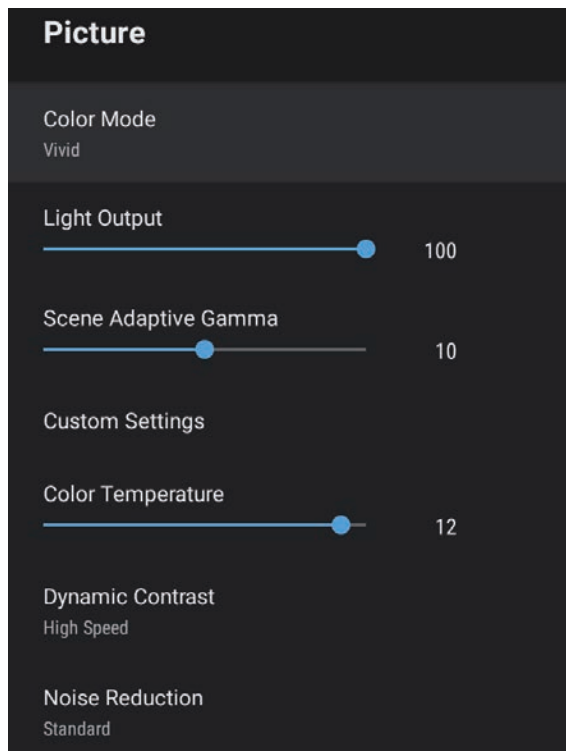 Picture
Color Mode
Vivid
Light Output
100
Scene Adaptive Gamma
10
Custom Settings
Color Temperature
12
Dynamic Contrast
High Speed
Noise Reduction
Standard